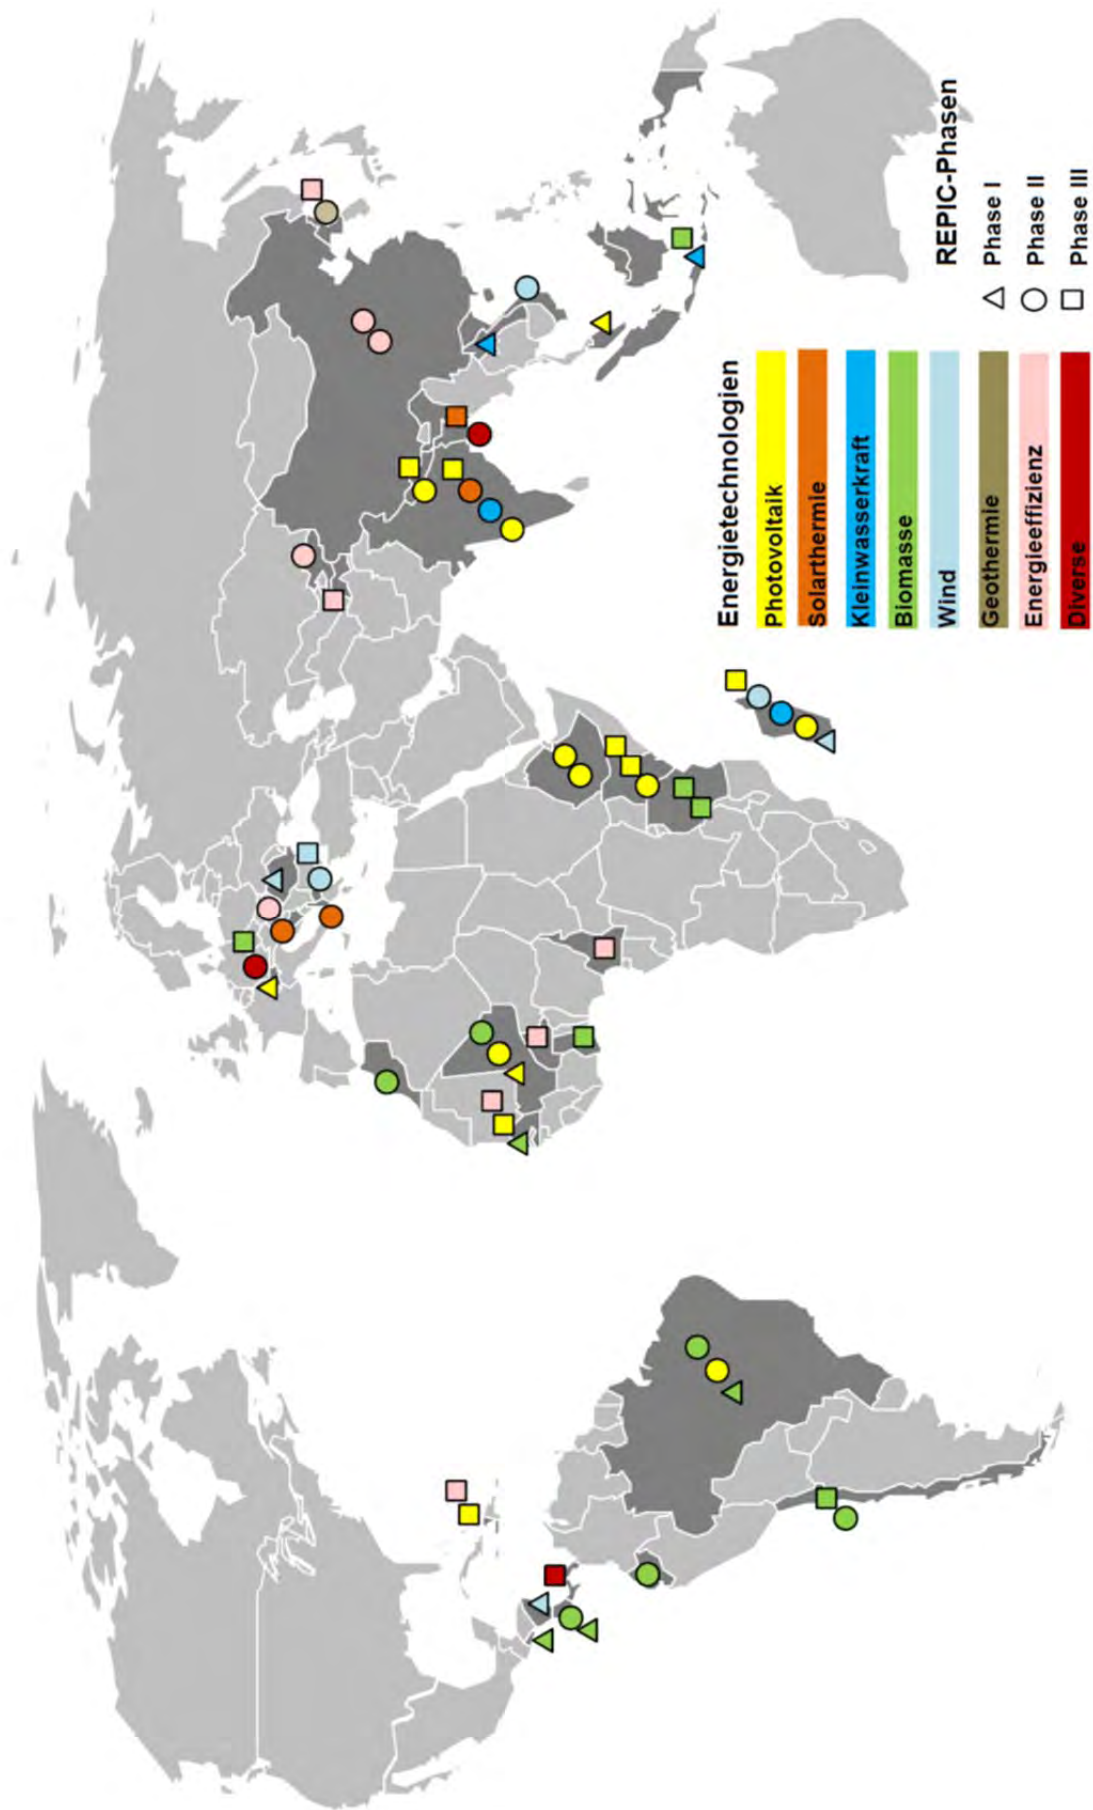 Energietechnologien
Photovoltaik
Solarthermie
Kleinwasserkraft
Biomasse
Wind
Geothermie
Energieeffizienz
Diverse
REPIC-Phasen
Phase I
Phase II
Phase III